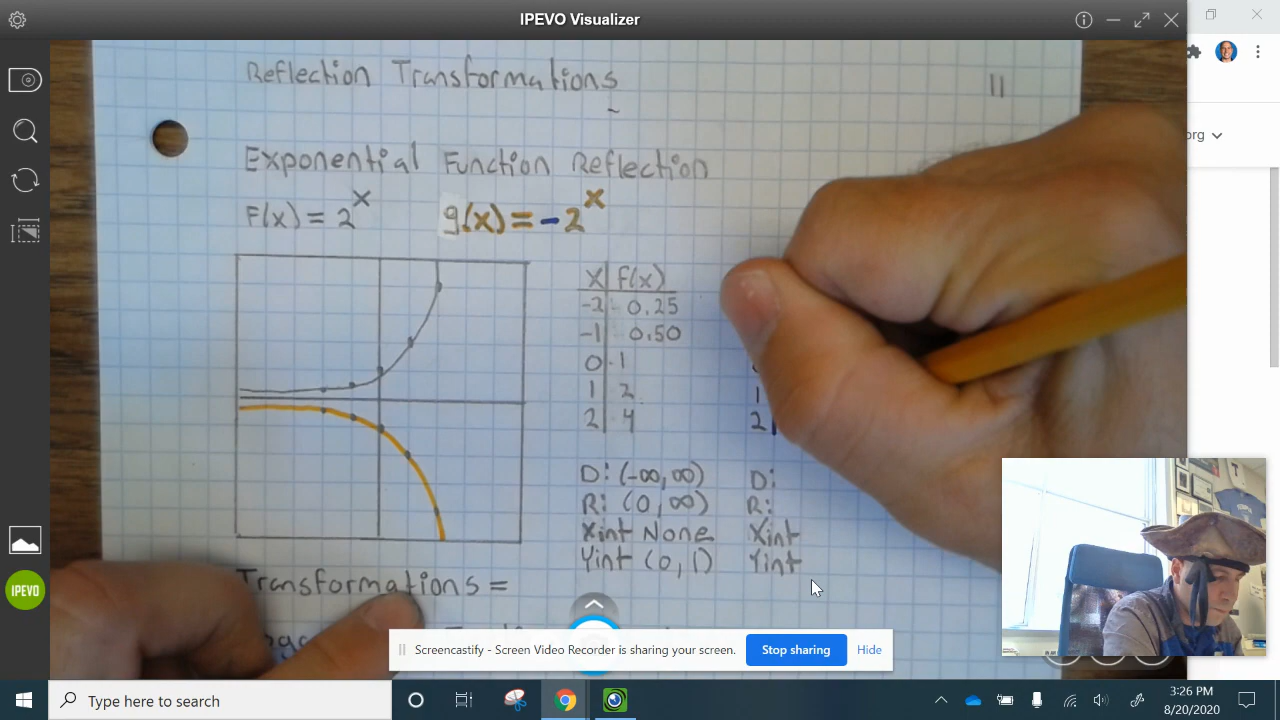 IPEVO Visualizer
Reflection Transformations
11
Exponential Function Reflection
F(x) = 2^x
g(x) = -2^x
X F(x)
-2 0.25
-1 0.50
0 1
1 2
2 4
1
2
D: (-∞, ∞)
R: (0, ∞)
Xint None
Yint (0, 1)
D:
R:
Xint
Yint
Transformations =
org
IPEVO
Screencastify - Screen Video Recorder is sharing your screen.
Stop sharing
Hide
Type here to search
3:26 PM
8/20/2020